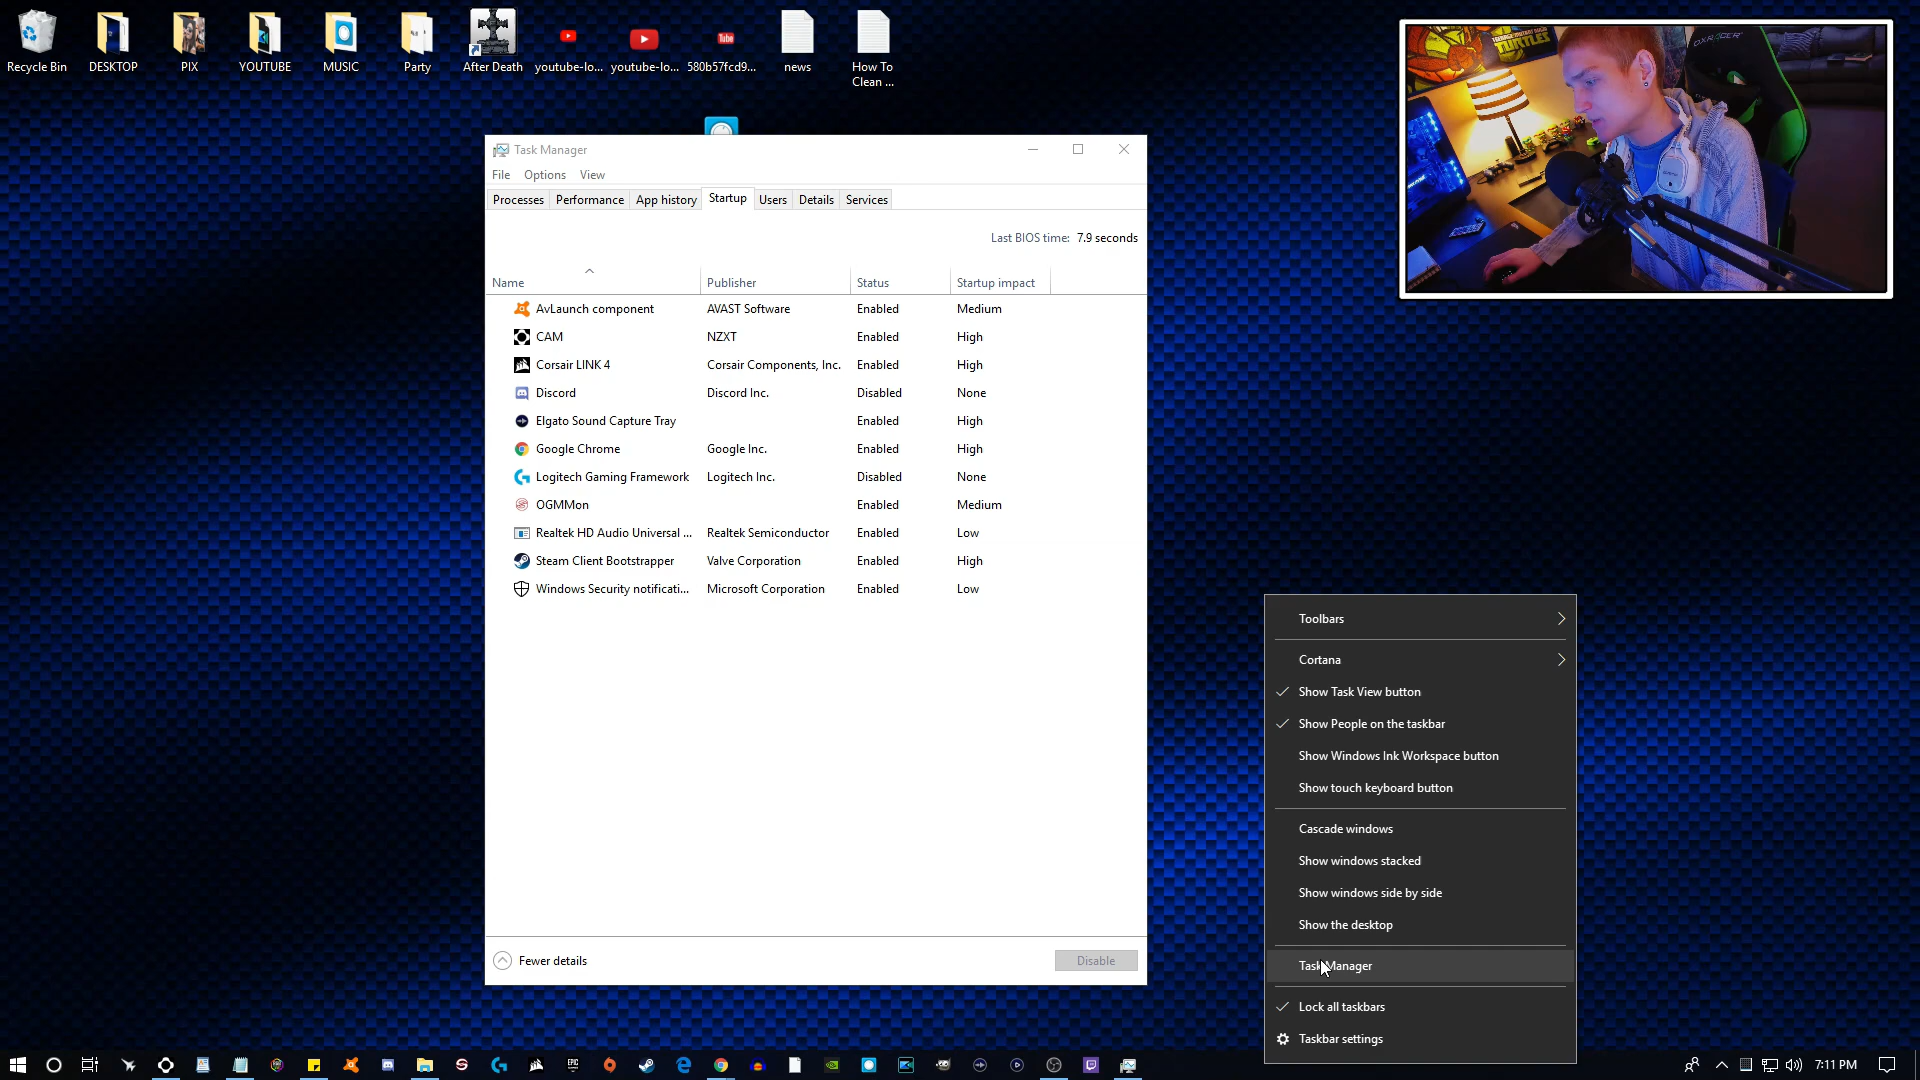 Recycle Bin
DESKTOP
PIX
YOUTUBE
MUSIC
Party
After Death
youtube-lo...
youtube-lo...
580b57fcd9...
news
How To
Clean ...
TEENAGE MUTANT NINJA
TURTLES
OXRACER
Task Manager
File Options View
Processes Performance App history Startup Users Details Services
Last BIOS time: 7.9 seconds
Name Publisher Status Startup impact
AvLaunch component AVAST Software Enabled Medium
CAM NZXT Enabled High
Corsair LINK 4 Corsair Components, Inc. Enabled High
Discord Discord Inc. Disabled None
Elgato Sound Capture Tray Enabled High
Google Chrome Google Inc. Enabled High
Logitech Gaming Framework Logitech Inc. Disabled None
OGMMon Enabled Medium
Realtek HD Audio Universal ... Realtek Semiconductor Enabled Low
Steam Client Bootstrapper Valve Corporation Enabled High
Windows Security notificati... Microsoft Corporation Enabled Low
Fewer details
Disable
Toolbars
Cortana
Show Task View button
Show People on the taskbar
Show Windows Ink Workspace button
Show touch keyboard button
Cascade windows
Show windows stacked
Show windows side by side
Show the desktop
Task Manager
Lock all taskbars
Taskbar settings
EPIC
7:11 PM